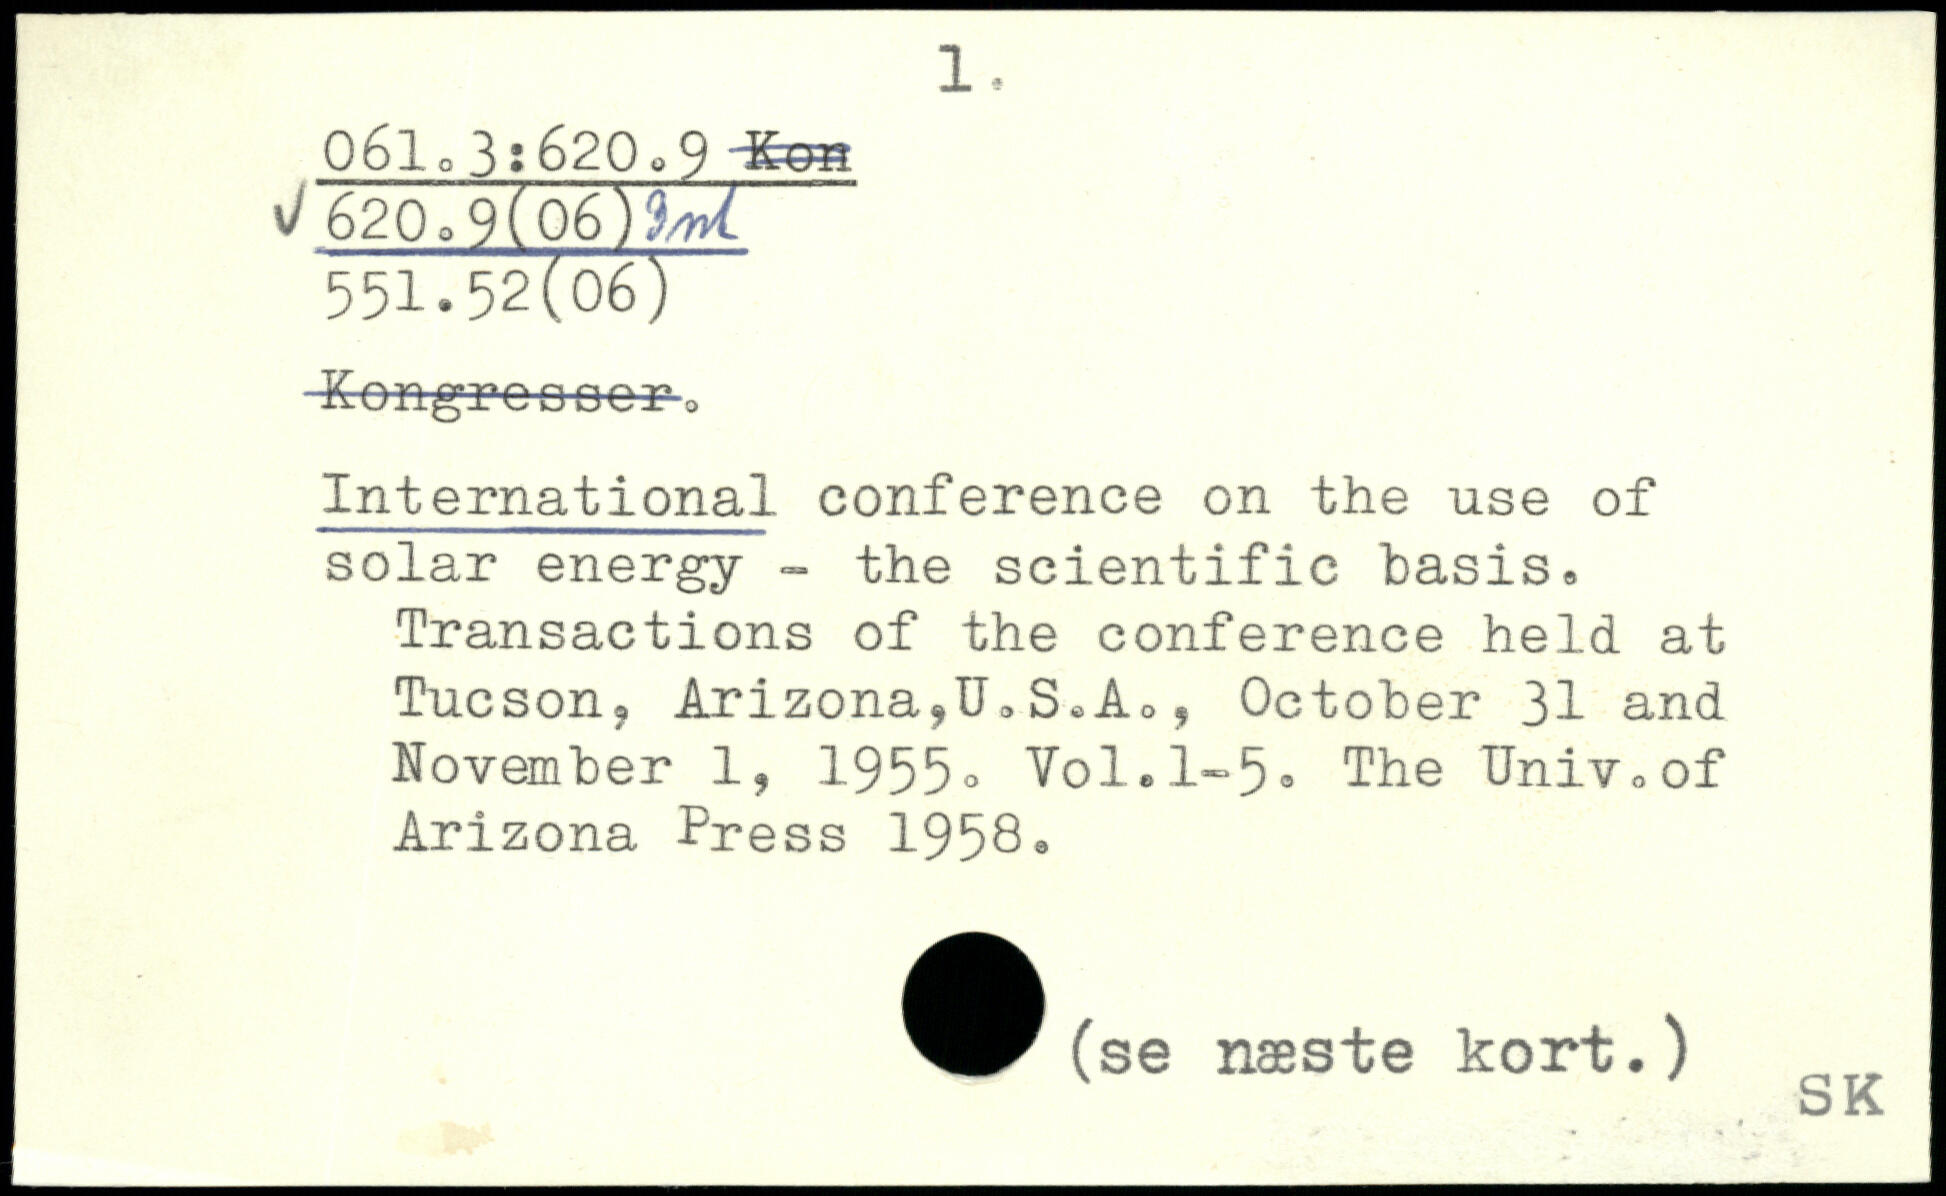 1.
061.3:620.9 Kon
620.9(06) Int
551.52(06)
Kongresser.
International conference on the use of
solar energy - the scientific basis.
Transactions of the conference held at
Tucson, Arizona,U.S.A., October 31 and
November 1, 1955. Vol.1-5. The Univ.of
Arizona Press 1958.
(se næste kort.)
SK